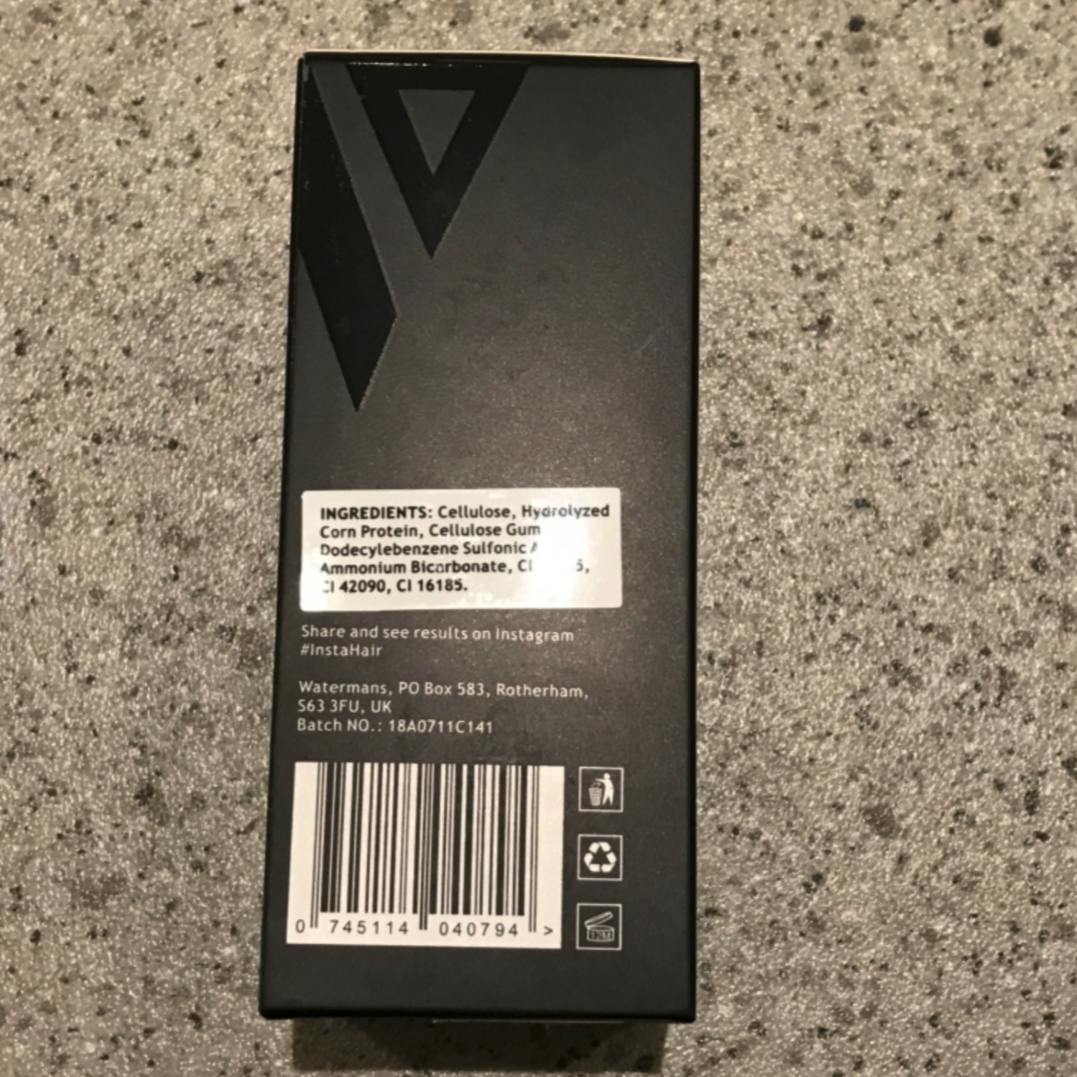 INGREDIENTS: Cellulose, Hydrolyzed
Corn Protein, Cellulose Gum
Dodecylebenzene Sulfonic
Ammonium Bicarbonate,
CI 42090, CI 16185.
Share and see results on Instagram
#InstaHair
Watermans, PO Box 583, Rotherham,
S63 3FU, UK
Batch NO.: 18A0711C141
0 745114 040794 >
12M